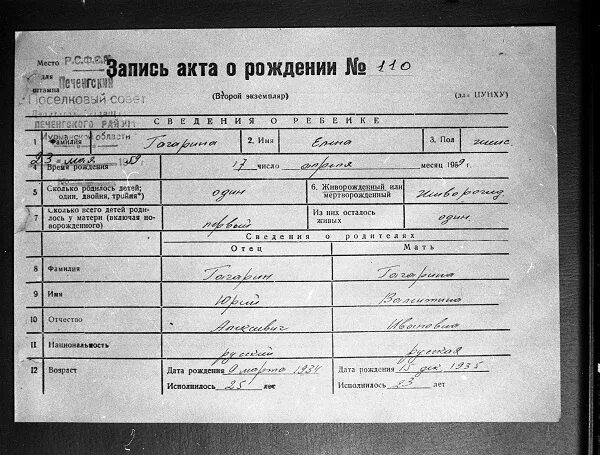 Место для штампа
Р.С.Ф.С.Р.
Печенгский
Поселковый совет
ПЕЧЕНГСКОГО РАЙОНА
Мурманской области
23 мая 1959
Запись акта о рождении № 110
(Второй экземпляр)
(для ЦУНХУ)
СВЕДЕНИЯ О РЕБЕНКЕ
1 Фамилия Гагарина 2. Имя Елена 3. Пол женс
4 Время рождения 17 число апреля месяц 1959 г.
5 Сколько родилось детей; один, двойня, тройня*) один 6. Живорожденный или мертворожденный живорожд
7 Сколько всего детей родилось у матери (включая новорожденного) первый Из них осталось живых один
Сведения о родителях
Отец Мать
8 Фамилия Гагарин Гагарина
9 Имя Юрий Валентина
10 Отчество Алексеевич Ивановна
11 Национальность русский русская
12 Возраст Дата рождения 9 марта 1934 Дата рождения 15 дек 1935
Исполнилось 25 лет Исполнилось 23 лет